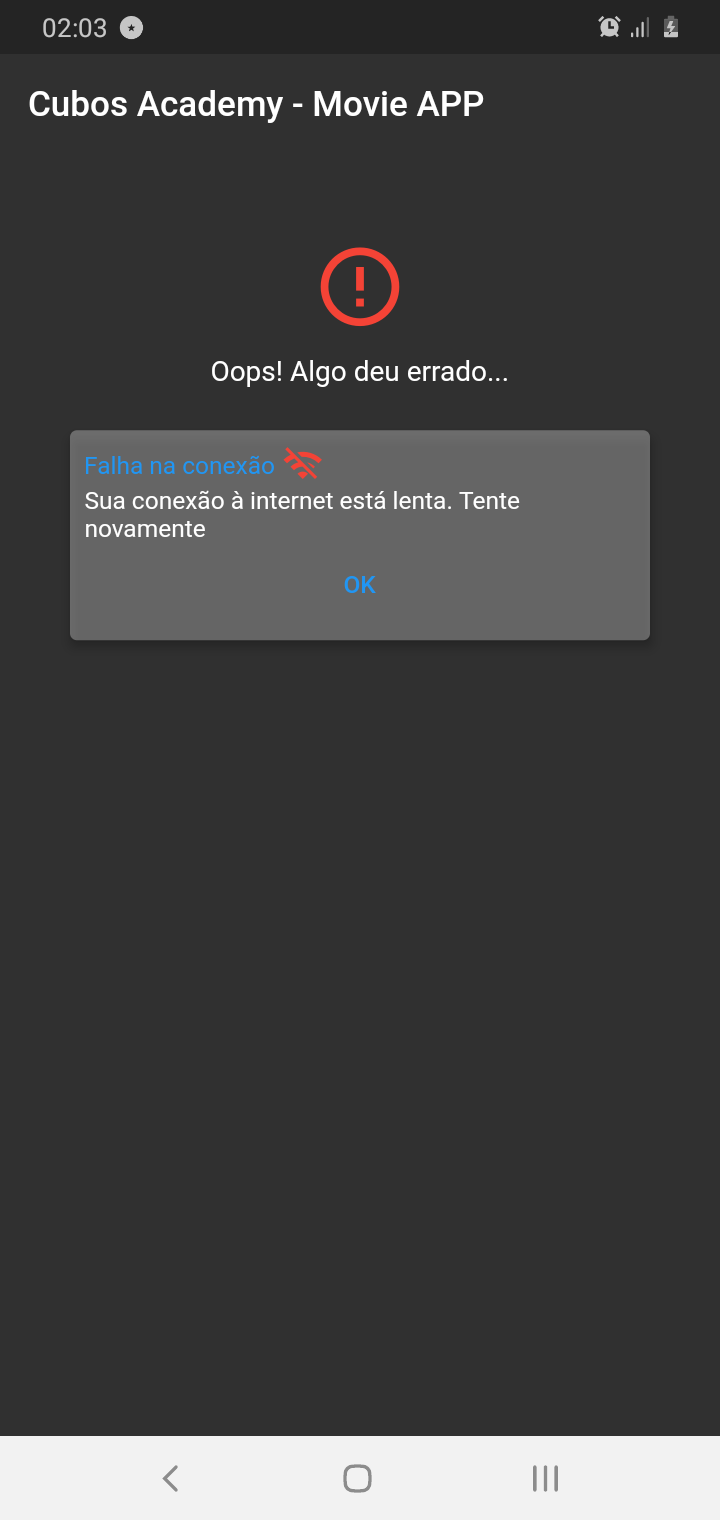 02:03
Cubos Academy - Movie APP
Oops! Algo deu errado...
Falha na conexão
Sua conexão à internet está lenta. Tente
novamente
OK